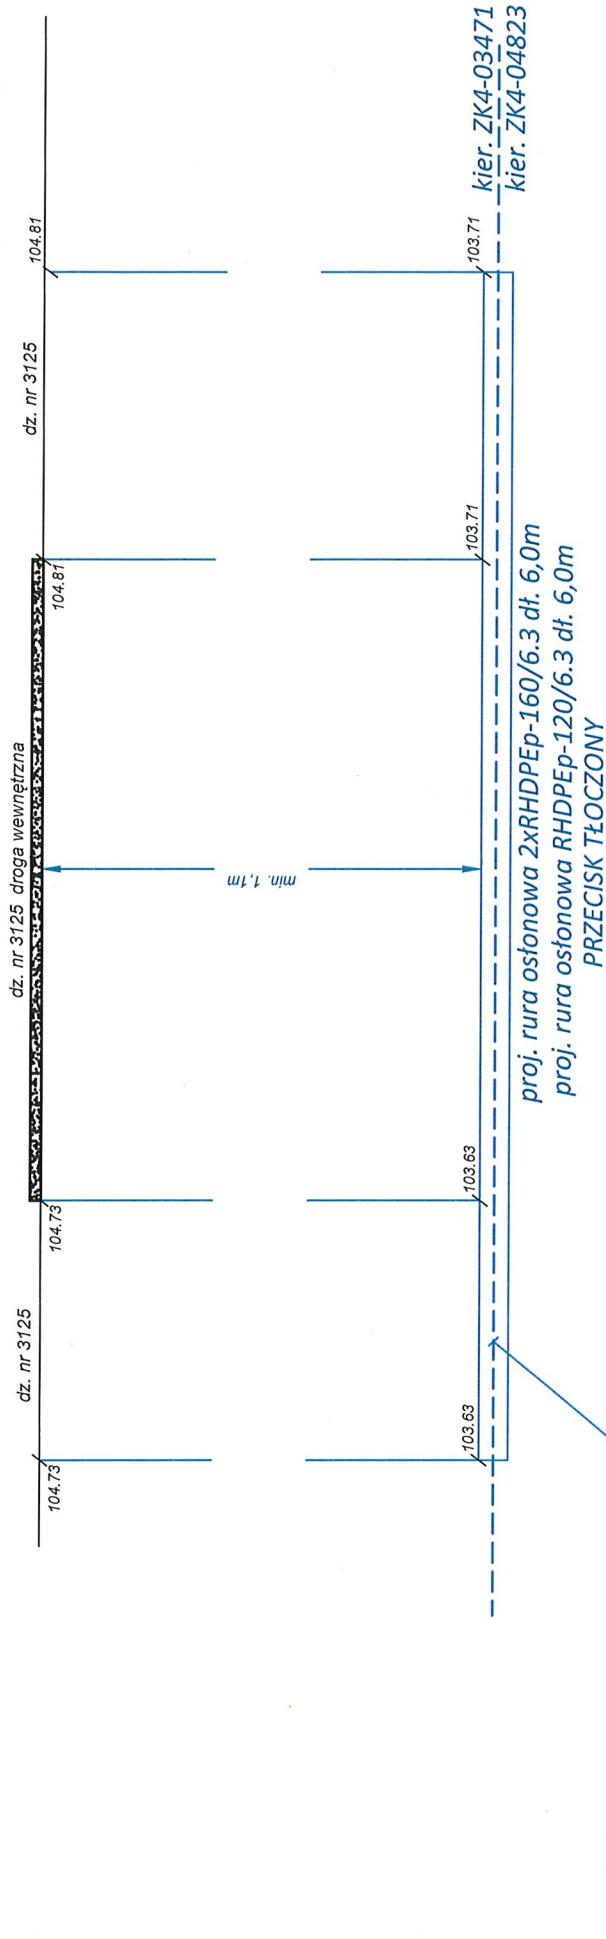 dz. nr 3125
dz. nr 3125 droga wewnętrzna
dz. nr 3125
104.73
104.73
104.81
104.81
min. 1,1m
103.63
103.63
103.71
103.71
kier. ZK4-03471
kier. ZK4-04823
proj. rura osłonowa 2xRHDPEp-160/6.3 dł. 6,0m
proj. rura osłonowa RHDPEp-120/6.3 dł. 6,0m
PRZECISK TŁOCZONY